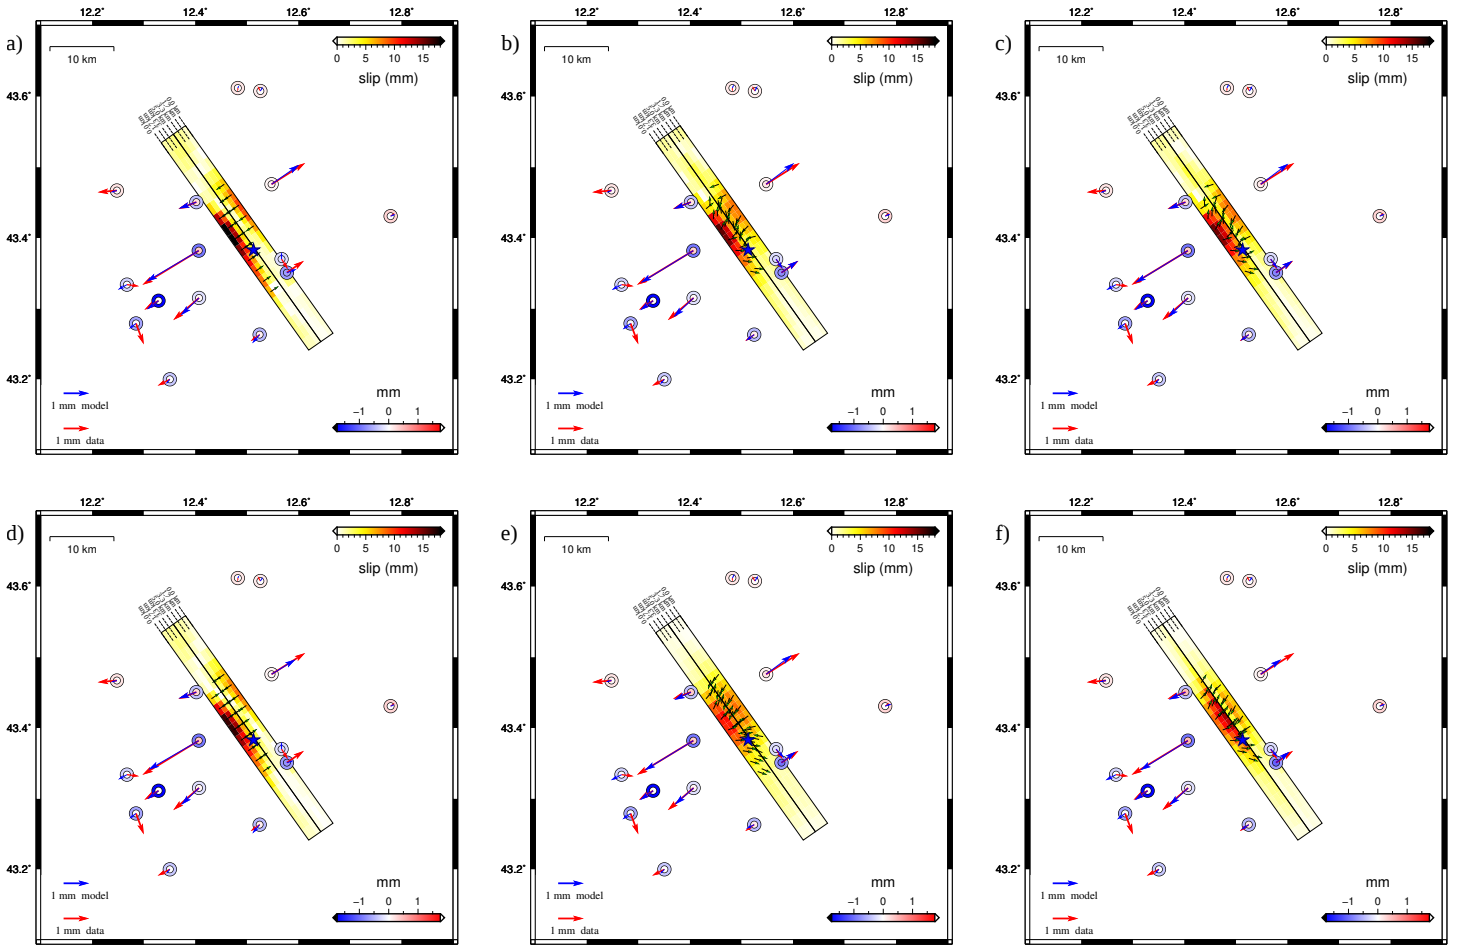 12.2° 12.4° 12.6° 12.8°
a)
10 km
0 5 10 15
slip (mm)
43.6°
43.4°
43.2°
1 mm model
1 mm data
mm
−1 0 1
12.2° 12.4° 12.6° 12.8°
b)
10 km
0 5 10 15
slip (mm)
43.6°
43.4°
43.2°
1 mm model
1 mm data
mm
−1 0 1
12.2° 12.4° 12.6° 12.8°
c)
10 km
0 5 10 15
slip (mm)
43.6°
43.4°
43.2°
1 mm model
1 mm data
mm
−1 0 1
12.2° 12.4° 12.6° 12.8°
d)
10 km
0 5 10 15
slip (mm)
43.6°
43.4°
43.2°
1 mm model
1 mm data
mm
−1 0 1
12.2° 12.4° 12.6° 12.8°
e)
10 km
0 5 10 15
slip (mm)
43.6°
43.4°
43.2°
1 mm model
1 mm data
mm
−1 0 1
12.2° 12.4° 12.6° 12.8°
f)
10 km
0 5 10 15
slip (mm)
43.6°
43.4°
43.2°
1 mm model
1 mm data
mm
−1 0 1